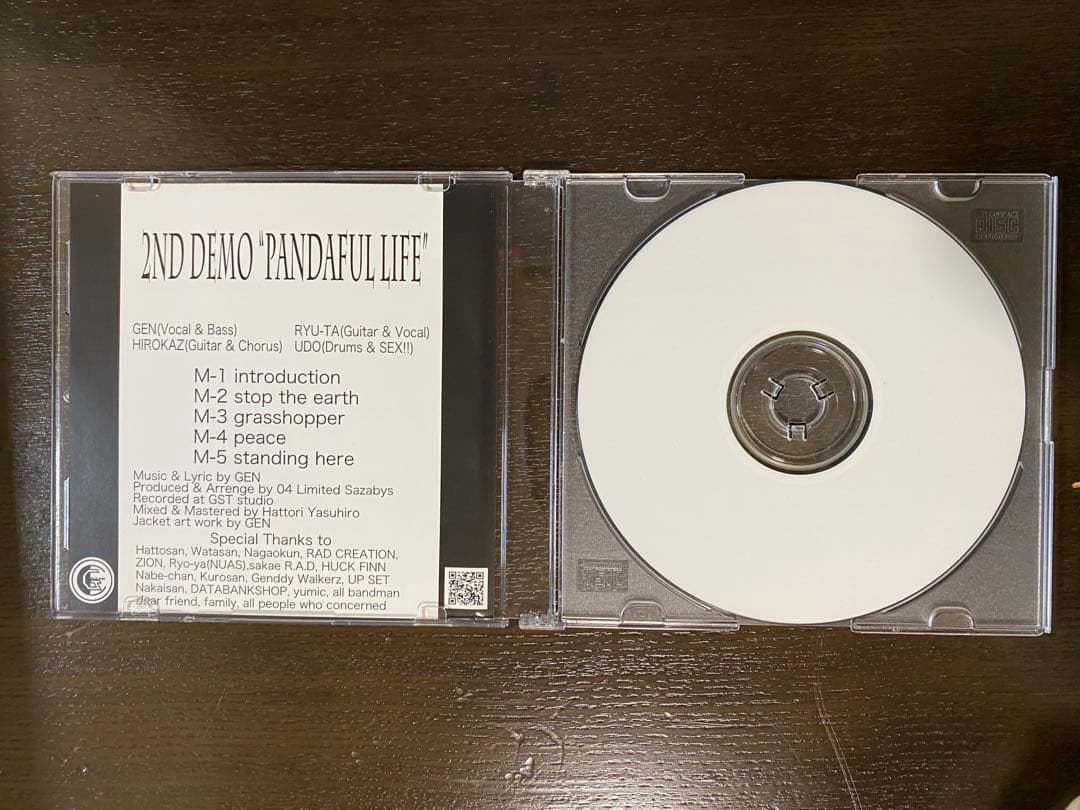 2ND DEMO "PANDAFUL LIFE"
GEN(Vocal & Bass) RYU-TA(Guitar & Vocal)
HIROKAZ(Guitar & Chorus) UDO(Drums & SEX!!)
M-1 introduction
M-2 stop the earth
M-3 grasshopper
M-4 peace
M-5 standing here
Music & Lyric by GEN
Produced & Arrenge by 04 Limited Sazabys
Recorded at GST studio
Mixed & Mastered by Hattori Yasuhiro
Jacket art work by GEN
Special Thanks to
Hattosan, Watasan, Nagaokun, RAD CREATION,
ZION, Ryo-ya(NUAS),sakae R.A.D, HUCK FINN
Nabe-chan, Kurosan, Genddy Walkerz, UP SET
Nakaisan, DATABANKSHOP, yumic, all bandman
dear friend, family, all people who concerned
COMPACT
disc